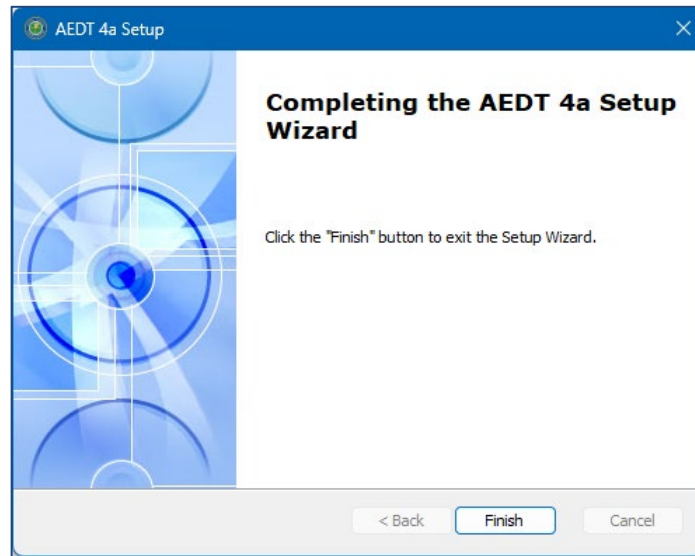 AEDT 4a Setup
Completing the AEDT 4a Setup
Wizard
Click the "Finish" button to exit the Setup Wizard.
< Back
Finish
Cancel